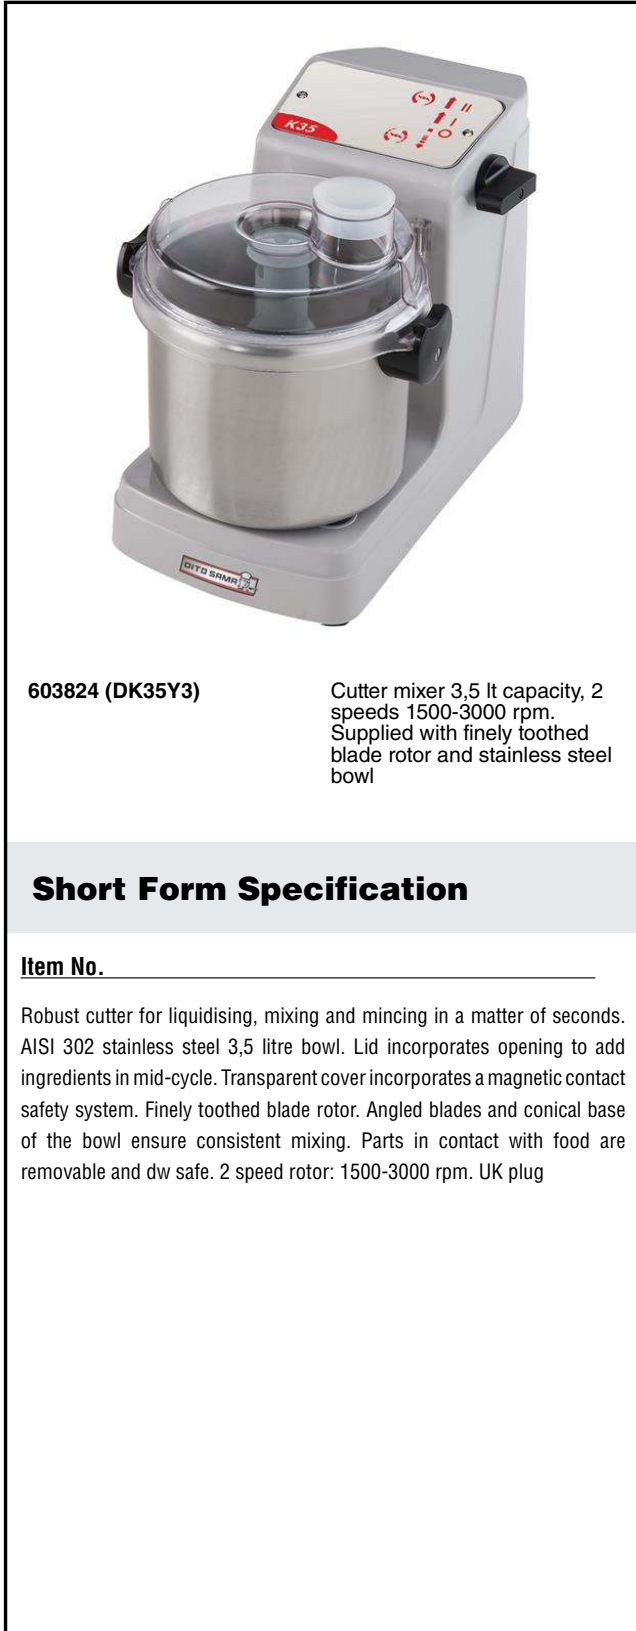 K35
II
I
DITO SAMA
603824 (DK35Y3)
Cutter mixer 3,5 lt capacity, 2
speeds 1500-3000 rpm.
Supplied with finely toothed
blade rotor and stainless steel
bowl
Short Form Specification
Item No.
Robust cutter for liquidising, mixing and mincing in a matter of seconds.
AISI 302 stainless steel 3,5 litre bowl. Lid incorporates opening to add
ingredients in mid-cycle. Transparent cover incorporates a magnetic contact
safety system. Finely toothed blade rotor. Angled blades and conical base
of the bowl ensure consistent mixing. Parts in contact with food are
removable and dw safe. 2 speed rotor: 1500-3000 rpm. UK plug